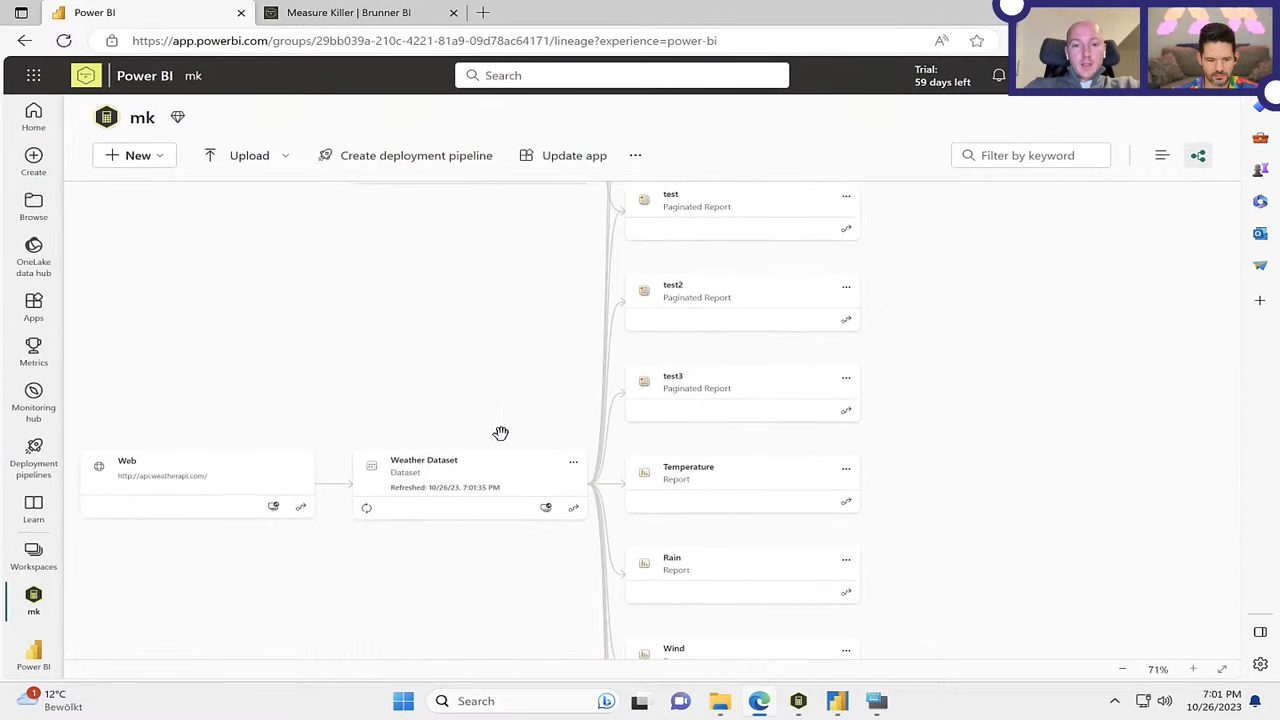 Power BI
Measure Killer | Brunner BI
https://app.powerbi.com/groups/29bb039a-210c-4221-81a9-09d78a564171/lineage?experience=power-bi
Power BI mk
Search
Trial:
59 days left
mk
New
Upload
Create deployment pipeline
Update app
Filter by keyword
Home
Create
Browse
OneLake
data hub
Apps
Metrics
Monitoring
hub
Deployment
pipelines
Learn
Workspaces
mk
Power BI
test
Paginated Report
test2
Paginated Report
test3
Paginated Report
Web
http://api.weatherapi.com/
Weather Dataset
Dataset
Refreshed: 10/26/23, 7:01:35 PM
Temperature
Report
Rain
Report
Wind
71%
1
12°C
Bewölkt
Search
7:01 PM
10/26/2023